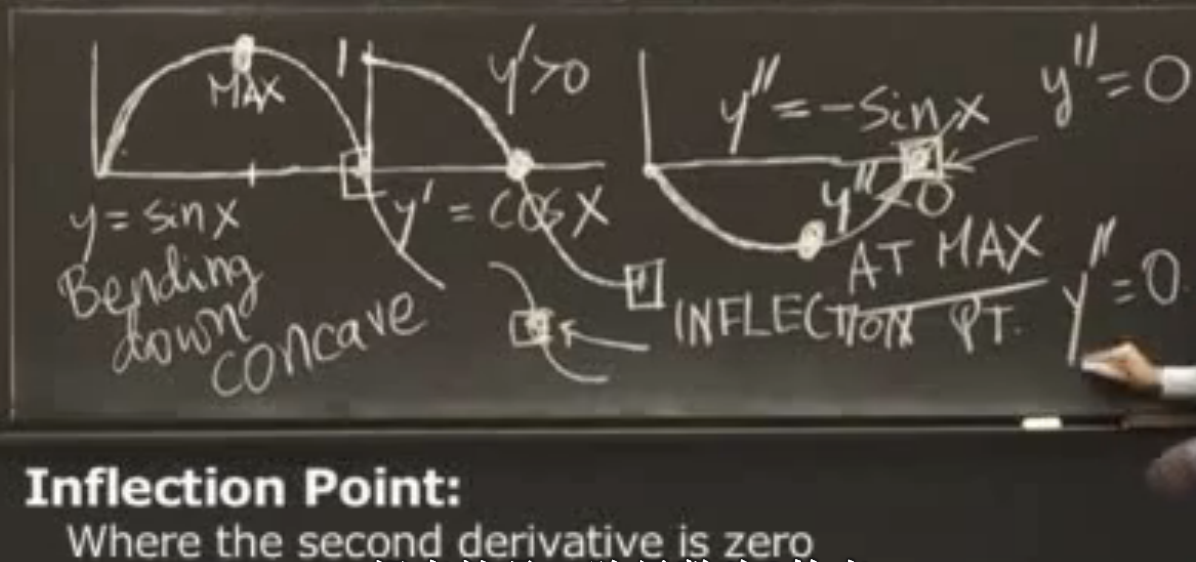 MAX
1
y'>0
y"=-sin x
y"=0
y = sin x
y' = cos x
y"<0
AT MAX
Bending
down
concave
INFLECTION PT.
y"=0
Inflection Point:
Where the second derivative is zero